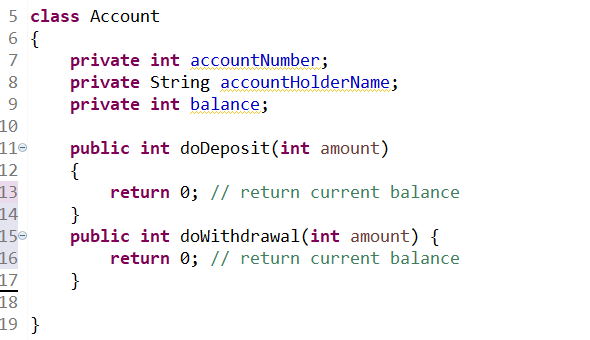 5 class Account
6 {
7     private int accountNumber;
8     private String accountHolderName;
9     private int balance;
10
11     public int doDeposit(int amount)
12     {
13         return 0; // return current balance
14     }
15     public int doWithdrawal(int amount) {
16         return 0; // return current balance
17     }
18
19 }